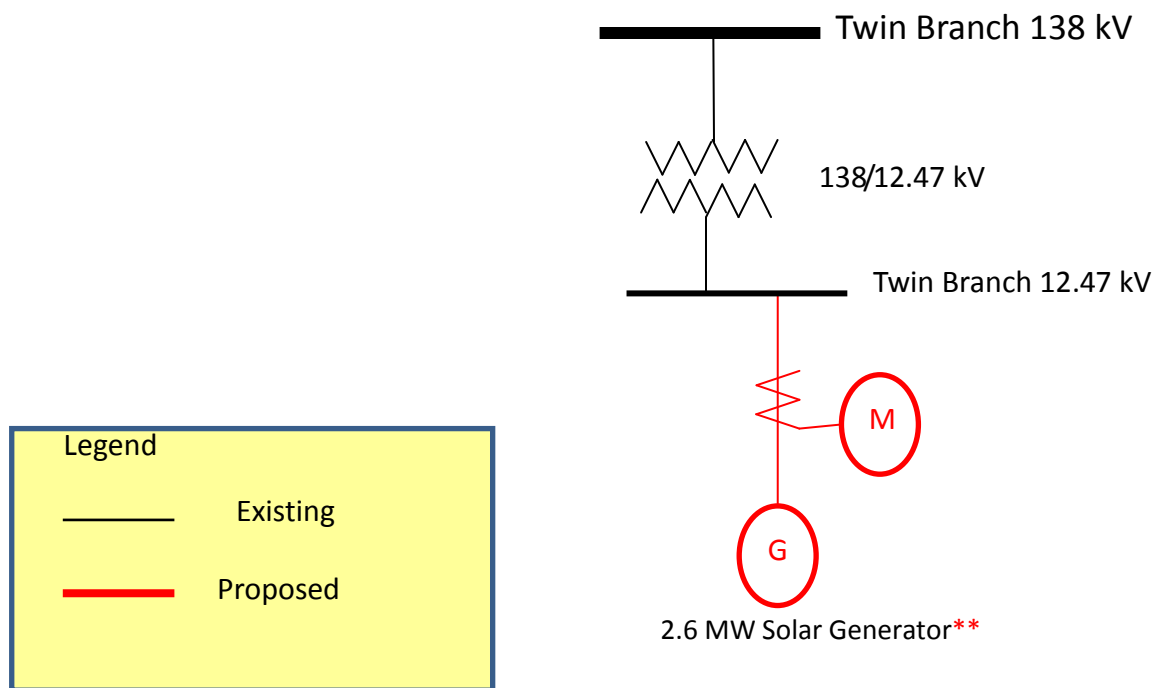 Twin Branch 138 kV
138/12.47 kV
Twin Branch 12.47 kV
M
G
2.6 MW Solar Generator**
Legend
Existing
Proposed